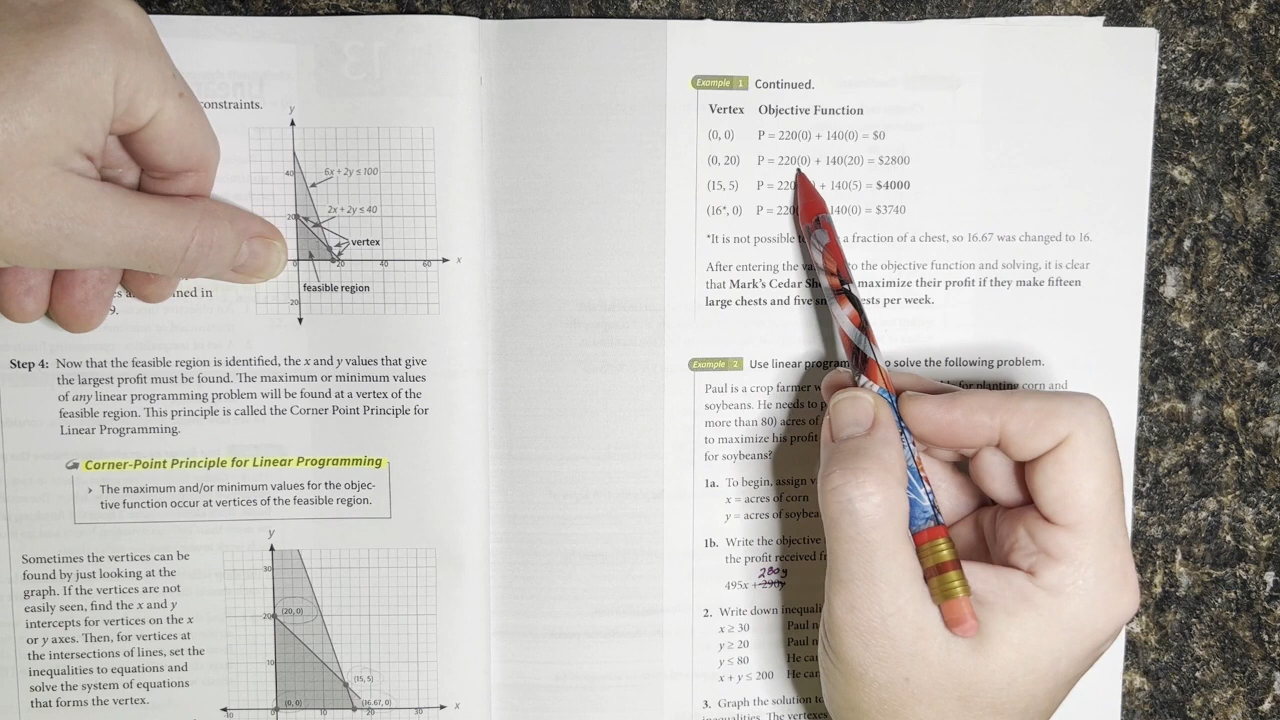 constraints.
y
40
6x + 2y ≤ 100
2x + 2y ≤ 40
20
vertex
0
20
40
60
x
feasible region
-20
ined in
9.
Step 4: Now that the feasible region is identified, the x and y values that give
the largest profit must be found. The maximum or minimum values
of any linear programming problem will be found at a vertex of the
feasible region. This principle is called the Corner Point Principle for
Linear Programming.
Corner-Point Principle for Linear Programming
› The maximum and/or minimum values for the objec-
tive function occur at vertices of the feasible region.
Sometimes the vertices can
be found by just looking at the
graph. If the vertices are not
easily seen, find the x and y
intercepts for vertices on the x
or y axes. Then, for vertices at
the intersections of lines, set the
inequalities to equations and
solve the system of equations
that forms the vertex.
y
30
20
(20, 0)
10
(15, 5)
(0, 0)
(16.67, 0)
x
-10
0
10
20
30
Example 1 Continued.
Vertex Objective Function
(0, 0) P = 220(0) + 140(0) = $0
(0, 20) P = 220(0) + 140(20) = $2800
(15, 5) P = 220 + 140(5) = $4000
(16*, 0) P = 220 140(0) = $3740
*It is not possible a fraction of a chest, so 16.67 was changed to 16.
After entering the to the objective function and solving, it is clear
that Mark's Cedar maximize their profit if they make fifteen
large chests and five per week.
Example 2 Use linear solve the following problem.
Paul is a crop farmer for planting corn and
soybeans. He needs to
more than 80) acres of
to maximize his profit
for soybeans?
1a. To begin, assign
x = acres of corn
y = acres of
1b. Write the objective
the profit received
280y
495x + 290y
2. Write down
x ≥ 30 Paul
y ≥ 20 Paul
y ≤ 80 He
x + y ≤ 200 He
3. Graph the solution
inequalities. The vertexes